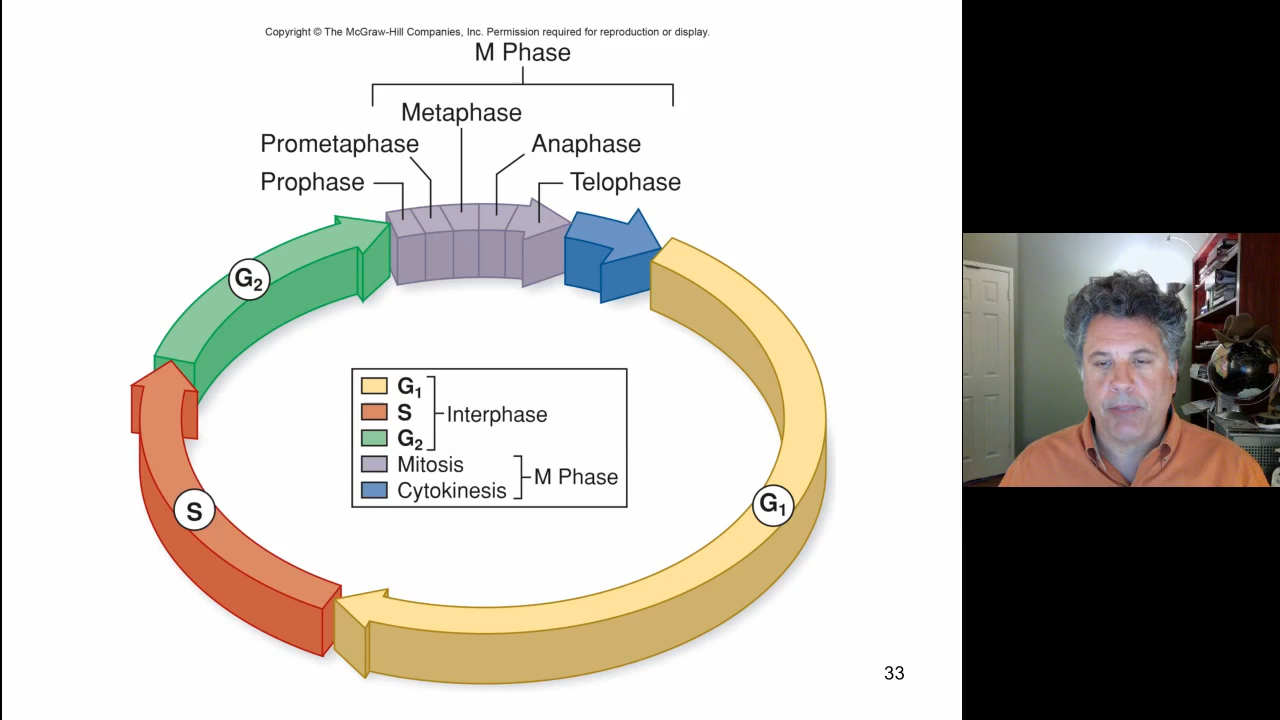 Copyright © The McGraw-Hill Companies, Inc. Permission required for reproduction or display.
M Phase
Metaphase
Prometaphase
Anaphase
Prophase
Telophase
G2
G1
S
Interphase
G2
Mitosis
M Phase
Cytokinesis
S
G1
33